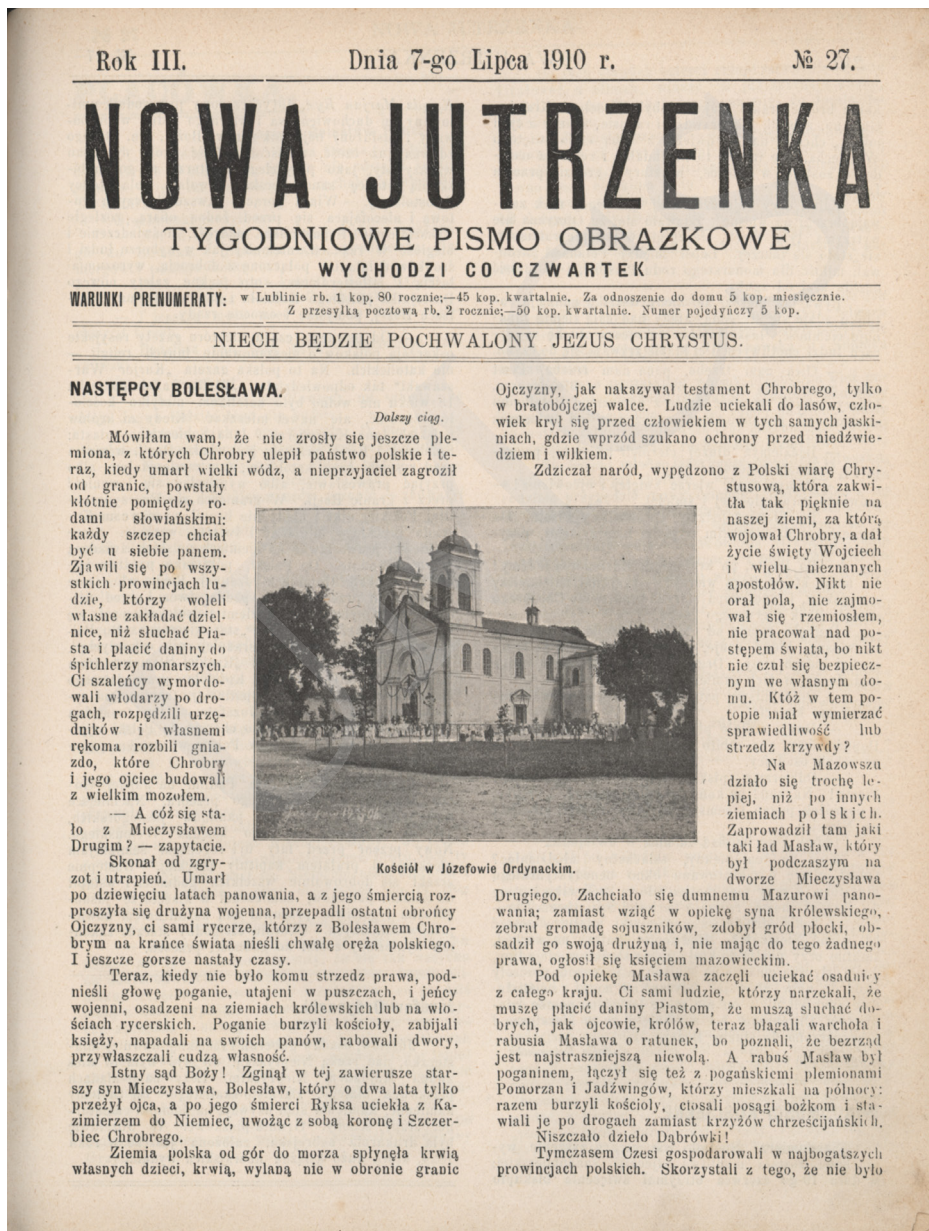 Rok III.
Dnia 7-go Lipca 1910 r.
№ 27.
NOWA JUTRZENKA
TYGODNIOWE PISMO OBRAZKOWE
WYCHODZI CO CZWARTEK
WARUNKI PRENUMERATY: w Lublinie rb. 1 kop. 80 rocznie;—45 kop. kwartalnie. Za odnoszenie do domu 5 kop. miesięcznie.
Z przesyłką pocztową rb. 2 rocznie;—50 kop. kwartalnie. Numer pojedyńczy 5 kop.
NIECH BĘDZIE POCHWALONY JEZUS CHRYSTUS.
NASTĘPCY BOLESŁAWA.
Dalszy ciąg.
Mówiłam wam, że nie zrosły się jeszcze ple-
miona, z których Chrobry ulepił państwo polskie i te-
raz, kiedy umarł wielki wódz, a nieprzyjaciel zagroził
od granic, powstały
kłótnie pomiędzy ro-
dami słowiańskimi:
każdy szczep chciał
być u siebie panem.
Zjawili się po wszy-
stkich prowincjach lu-
dzie, którzy woleli
własne zakładać dziel-
nice, niż słuchać Pia-
sta i płacić daniny do
śpichlerzy monarszych.
Ci szaleńcy wymordo-
wali włodarzy po dro-
gach, rozpędzili urzę-
dników i własnemi
rękoma rozbili gnia-
zdo, które Chrobry
i jego ojciec budowali
z wielkim mozołem.
— A cóż się sta-
ło z Mieczysławem
Drugim? — zapytacie.
Skonał od zgry-
zot i utrapień. Umarł
po dziewięciu latach panowania, a z jego śmiercią roz-
proszyła się drużyna wojenna, przepadli ostatni obrońcy
Ojczyzny, ci sami rycerze, którzy z Bolesławem Chro-
brym na krańce świata nieśli chwałę oręża polskiego.
I jeszcze gorsze nastały czasy.
Teraz, kiedy nie było komu strzedz prawa, pod-
nieśli głowę poganie, utajeni w puszczach, i jeńcy
wojenni, osadzeni na ziemiach królewskich lub na wło-
ściach rycerskich. Poganie burzyli kościoły, zabijali
księży, napadali na swoich panów, rabowali dwory,
przywłaszczali cudzą własność.
Istny sąd Boży! Zginął w tej zawierusze star-
szy syn Mieczysława, Bolesław, który o dwa lata tylko
przeżył ojca, a po jego śmierci Ryksa uciekła z Ka-
zimierzem do Niemiec, uwożąc z sobą koronę i Szczer-
biec Chrobrego.
Ziemia polska od gór do morza spłynęła krwią
własnych dzieci, krwią, wylaną nie w obronie granic
Ojczyzny, jak nakazywał testament Chrobrego, tylko
w bratobójczej walce. Ludzie uciekali do lasów, czło-
wiek krył się przed człowiekiem w tych samych jaski-
niach, gdzie wprzód szukano ochrony przed niedźwie-
dziem i wilkiem.
Zdziczał naród, wypędzono z Polski wiarę Chry-
stusową, która zakwi-
tła tak pięknie na
naszej ziemi, za którą
wojował Chrobry, a dał
życie święty Wojciech
i wielu nieznanych
apostołów. Nikt nie
orał pola, nie zajmo-
wał się rzemiosłem,
nie pracował nad po-
stępem świata, bo nikt
nie czuł się bezpiecz-
nym we własnym do-
mu. Któż w tem po-
topie miał wymierzać
sprawiedliwość lub
strzedz krzywdy?
Na Mazowszu
działo się trochę le-
piej, niż po innych
ziemiach polskich.
Zaprowadził tam jaki
taki ład Masław, który
był podczaszym na
dworze Mieczysława
Kościół w Józefowie Ordynackim.
Drugiego. Zachciało się dumnemu Mazurowi pano-
wania; zamiast wziąć w opiekę syna królewskiego,
zebrał gromadę sojuszników, zdobył gród płocki, ob-
sadził go swoją drużyną i, nie mając do tego żadnego
prawa, ogłosił się księciem mazowieckim.
Pod opiekę Masława zaczęli uciekać osadnicy
z całego kraju. Ci sami ludzie, którzy narzekali, że
muszę płacić daniny Piastom, że muszą słuchać do-
brych, jak ojcowie, królów, teraz błagali warchoła i
rabusia Masława o ratunek, bo poznali, że bezrząd
jest najstraszniejszą niewolą. A rabuś Masław był
poganinem, łączył się też z pogańskiemi plemionami
Pomorzan i Jadźwingów, którzy mieszkali na północy:
razem burzyli kościoły, ciosali posągi bożkom i sta-
wiali je po drogach zamiast krzyżów chrześcijańskich.
Niszczało dzieło Dąbrówki!
Tymczasem Czesi gospodarowali w najbogatszych
prowincjach polskich. Skorzystali z tego, że nie było